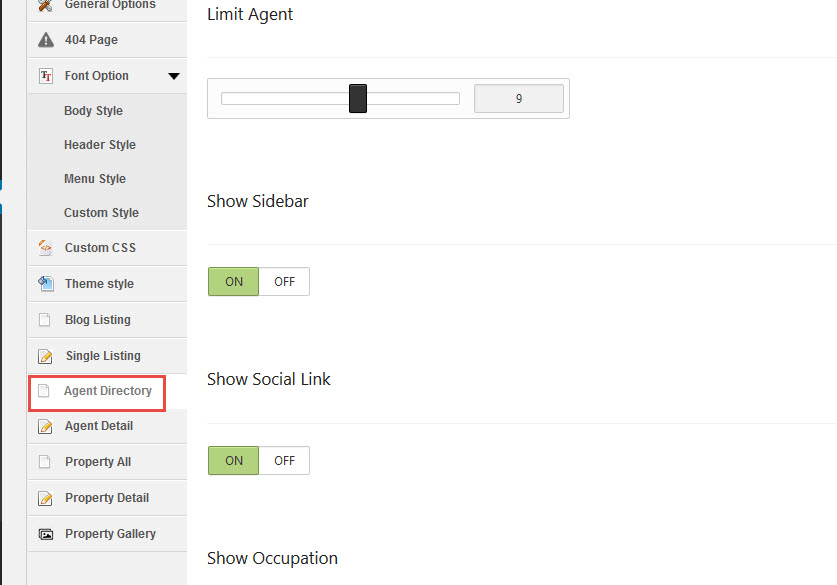 General Options
404 Page
Font Option
Body Style
Header Style
Menu Style
Custom Style
Custom CSS
Theme style
Blog Listing
Single Listing
Agent Directory
Agent Detail
Property All
Property Detail
Property Gallery
Limit Agent
9
Show Sidebar
ON OFF
Show Social Link
ON OFF
Show Occupation